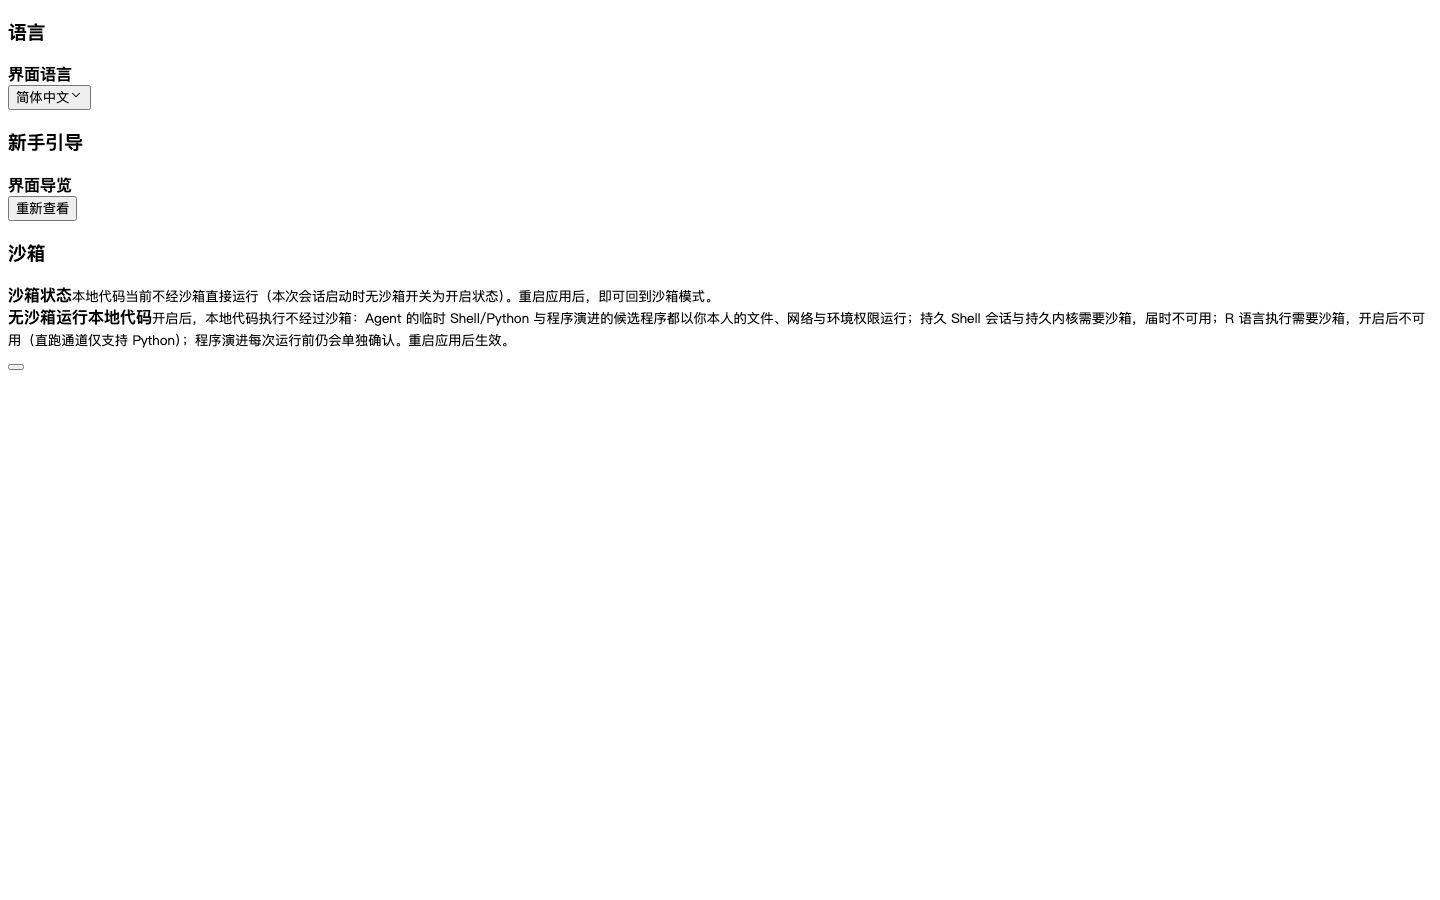 语言
界面语言
简体中文
新手引导
界面导览
重新查看
沙箱
沙箱状态本地代码当前不经沙箱直接运行（本次会话启动时无沙箱开关为开启状态）。重启应用后，即可回到沙箱模式。
无沙箱运行本地代码开启后，本地代码执行不经过沙箱：Agent 的临时 Shell/Python 与程序演进的候选程序都以你本人的文件、网络与环境权限运行；持久 Shell 会话与持久内核需要沙箱，届时不可用；R 语言执行需要沙箱，开启后不可
用（直跑通道仅支持 Python）；程序演进每次运行前仍会单独确认。重启应用后生效。